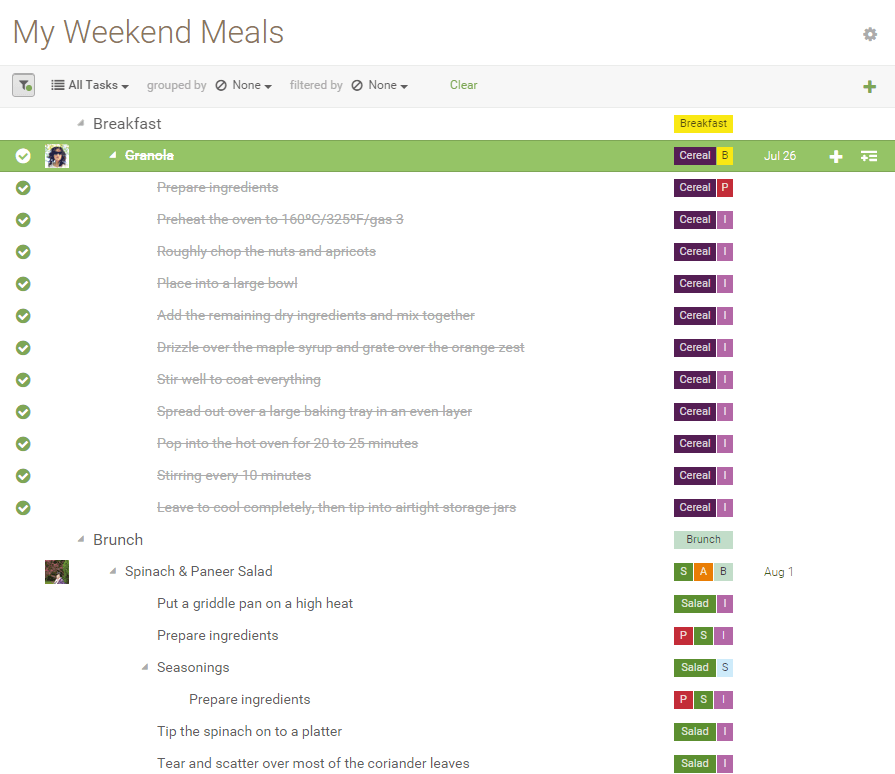 My Weekend Meals
All Tasks grouped by None filtered by None Clear
Breakfast Breakfast
Granola Cereal B Jul 26
Prepare ingredients Cereal P
Preheat the oven to 160ºC/325ºF/gas 3 Cereal I
Roughly chop the nuts and apricots Cereal I
Place into a large bowl Cereal I
Add the remaining dry ingredients and mix together Cereal I
Drizzle over the maple syrup and grate over the orange zest Cereal I
Stir well to coat everything Cereal I
Spread out over a large baking tray in an even layer Cereal I
Pop into the hot oven for 20 to 25 minutes Cereal I
Stirring every 10 minutes Cereal I
Leave to cool completely, then tip into airtight storage jars Cereal I
Brunch Brunch
Spinach & Paneer Salad S A B Aug 1
Put a griddle pan on a high heat Salad I
Prepare ingredients P S I
Seasonings Salad S
Prepare ingredients P S I
Tip the spinach on to a platter Salad I
Tear and scatter over most of the coriander leaves Salad I